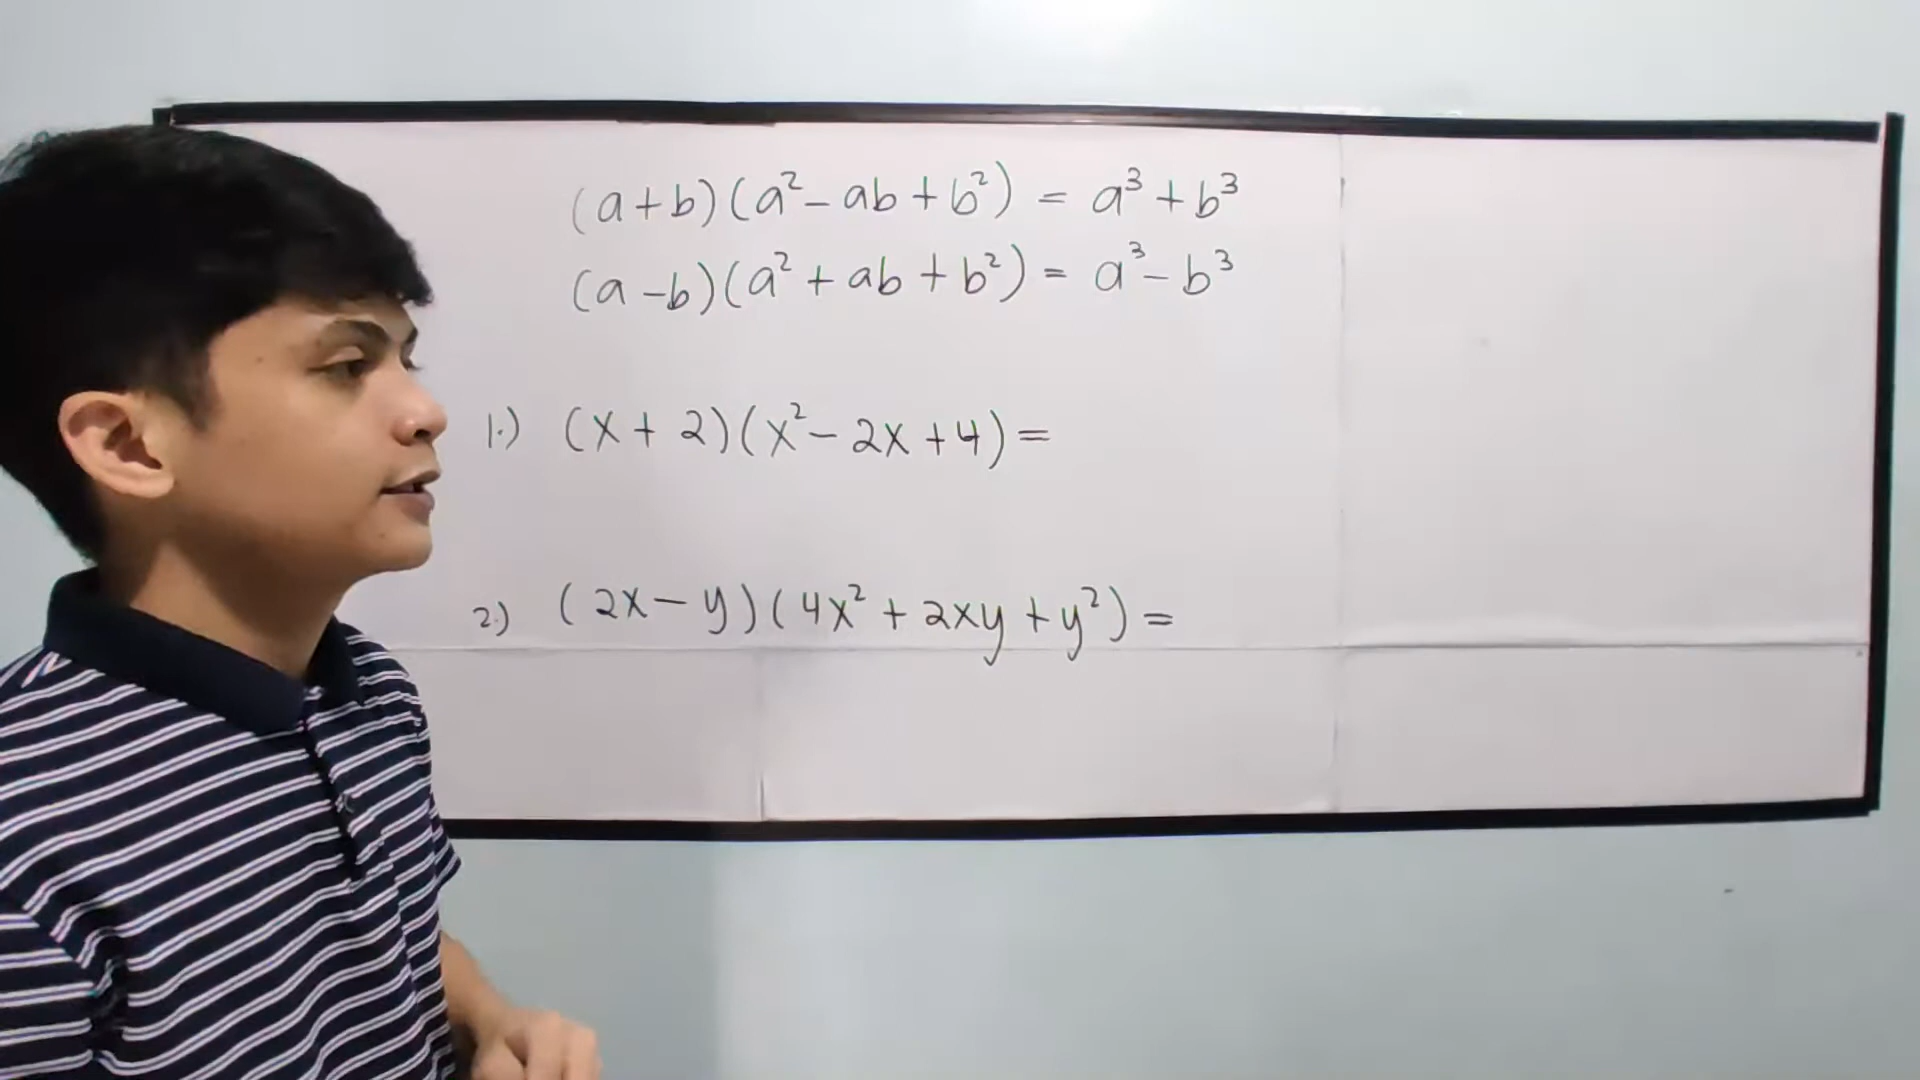 (a+b)(a²-ab+b²) = a³+b³
(a-b)(a²+ab+b²) = a³-b³
1.) (x+2)(x²-2x+4)=
2.) (2x-y)(4x²+2xy+y²)=